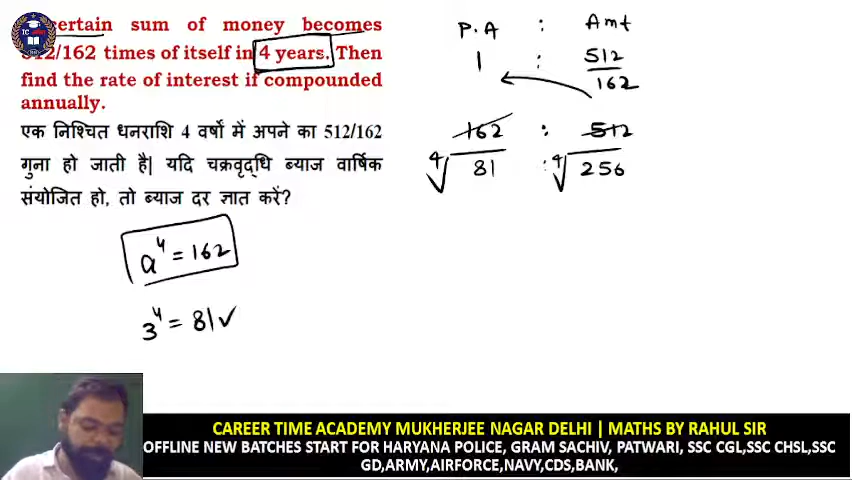 certain sum of money becomes
512/162 times of itself in 4 years. Then
find the rate of interest if compounded
annually.
एक निश्चित धनराशि 4 वर्षों में अपने का 512/162
गुना हो जाती है| यदि चक्रवृद्धि ब्याज वार्षिक
संयोजित हो, तो ब्याज दर ज्ञात करें?
P.A : Amt
1 : 512/162
162 : 512
∜81 : ∜256
a⁴ = 162
3⁴ = 81 ✓
CAREER TIME ACADEMY MUKHERJEE NAGAR DELHI | MATHS BY RAHUL SIR
OFFLINE NEW BATCHES START FOR HARYANA POLICE, GRAM SACHIV, PATWARI, SSC CGL,SSC CHSL,SSC
GD,ARMY,AIRFORCE,NAVY,CDS,BANK,